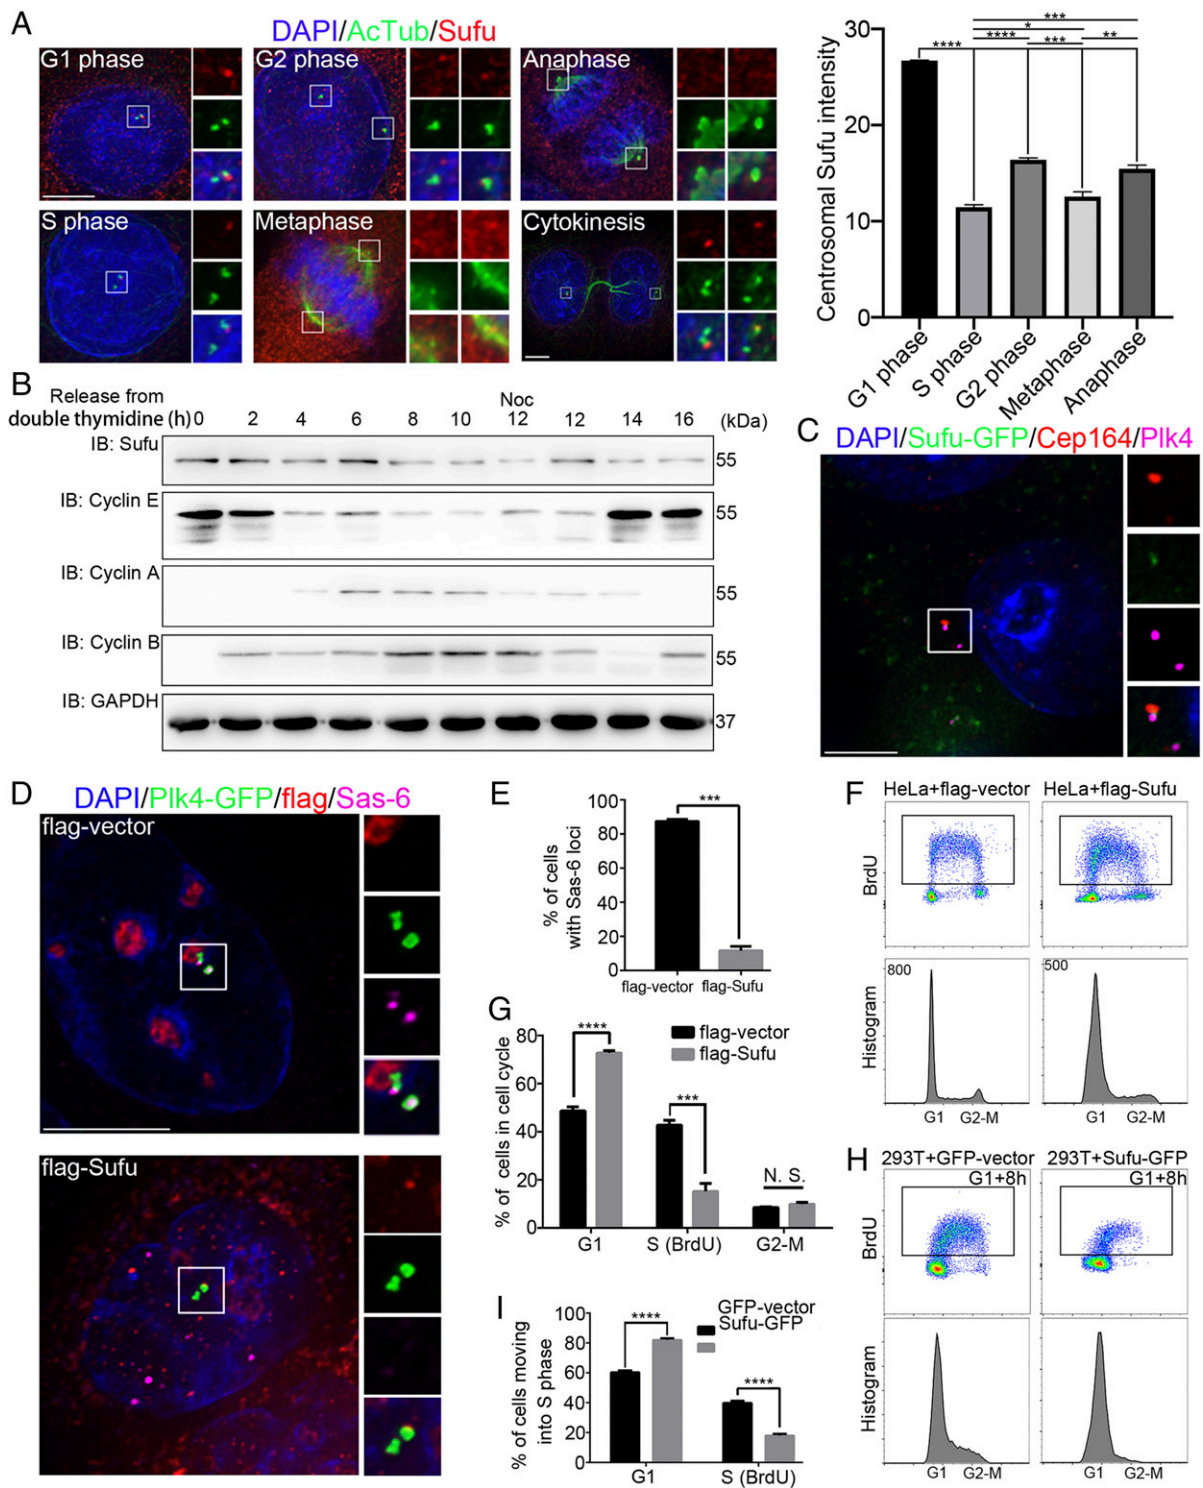 A
DAPI/AcTub/Sufu
G1 phase
G2 phase
Anaphase
S phase
Metaphase
Cytokinesis
Centrosomal Sufu intensity
30
20
10
0
****
****
*
***
***
**
G1 phase
S phase
G2 phase
Metaphase
Anaphase
B
Release from
double thymidine (h)
0 2 4 6 8 10 12 12 14 16 (kDa)
Noc
IB: Sufu
55
IB: Cyclin E
55
IB: Cyclin A
55
IB: Cyclin B
55
IB: GAPDH
37
C
DAPI/Sufu-GFP/Cep164/Plk4
D
DAPI/Plk4-GFP/flag/Sas-6
flag-vector
flag-Sufu
E
% of cells
with Sas-6 loci
100
80
60
40
20
0
***
flag-vector flag-Sufu
F
HeLa+flag-vector HeLa+flag-Sufu
BrdU
Histogram
800
500
G1 G2-M
G1 G2-M
G
% of cells in cell cycle
80
60
40
20
0
****
***
N. S.
flag-vector
flag-Sufu
G1 S (BrdU) G2-M
H
293T+GFP-vector 293T+Sufu-GFP
G1+8h G1+8h
BrdU
Histogram
G1 G2-M
G1 G2-M
I
% of cells moving
into S phase
100
80
60
40
20
0
****
****
GFP-vector
Sufu-GFP
G1 S (BrdU)